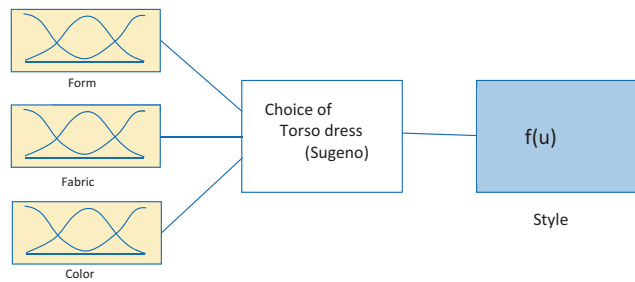 Form
Fabric
Color
Choice of
Torso dress
(Sugeno)
f(u)
Style